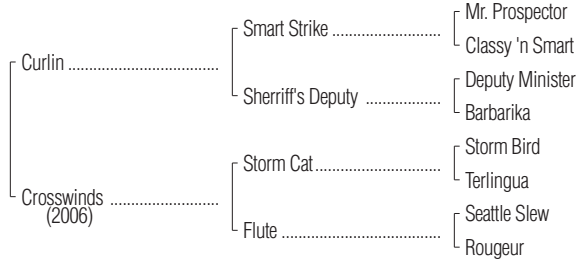 Mr. Prospector
Smart Strike ........................
Classy 'n Smart
Curlin ..................................
Deputy Minister
Sherriff's Deputy ................
Barbarika
Storm Bird
Storm Cat...........................
Terlingua
Crosswinds ........................
(2006)
Seattle Slew
Flute ...................................
Rougeur